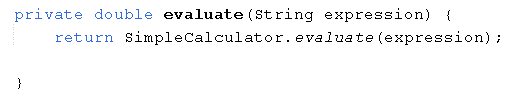 private double evaluate(String expression) {
    return SimpleCalculator.evaluate(expression);
}